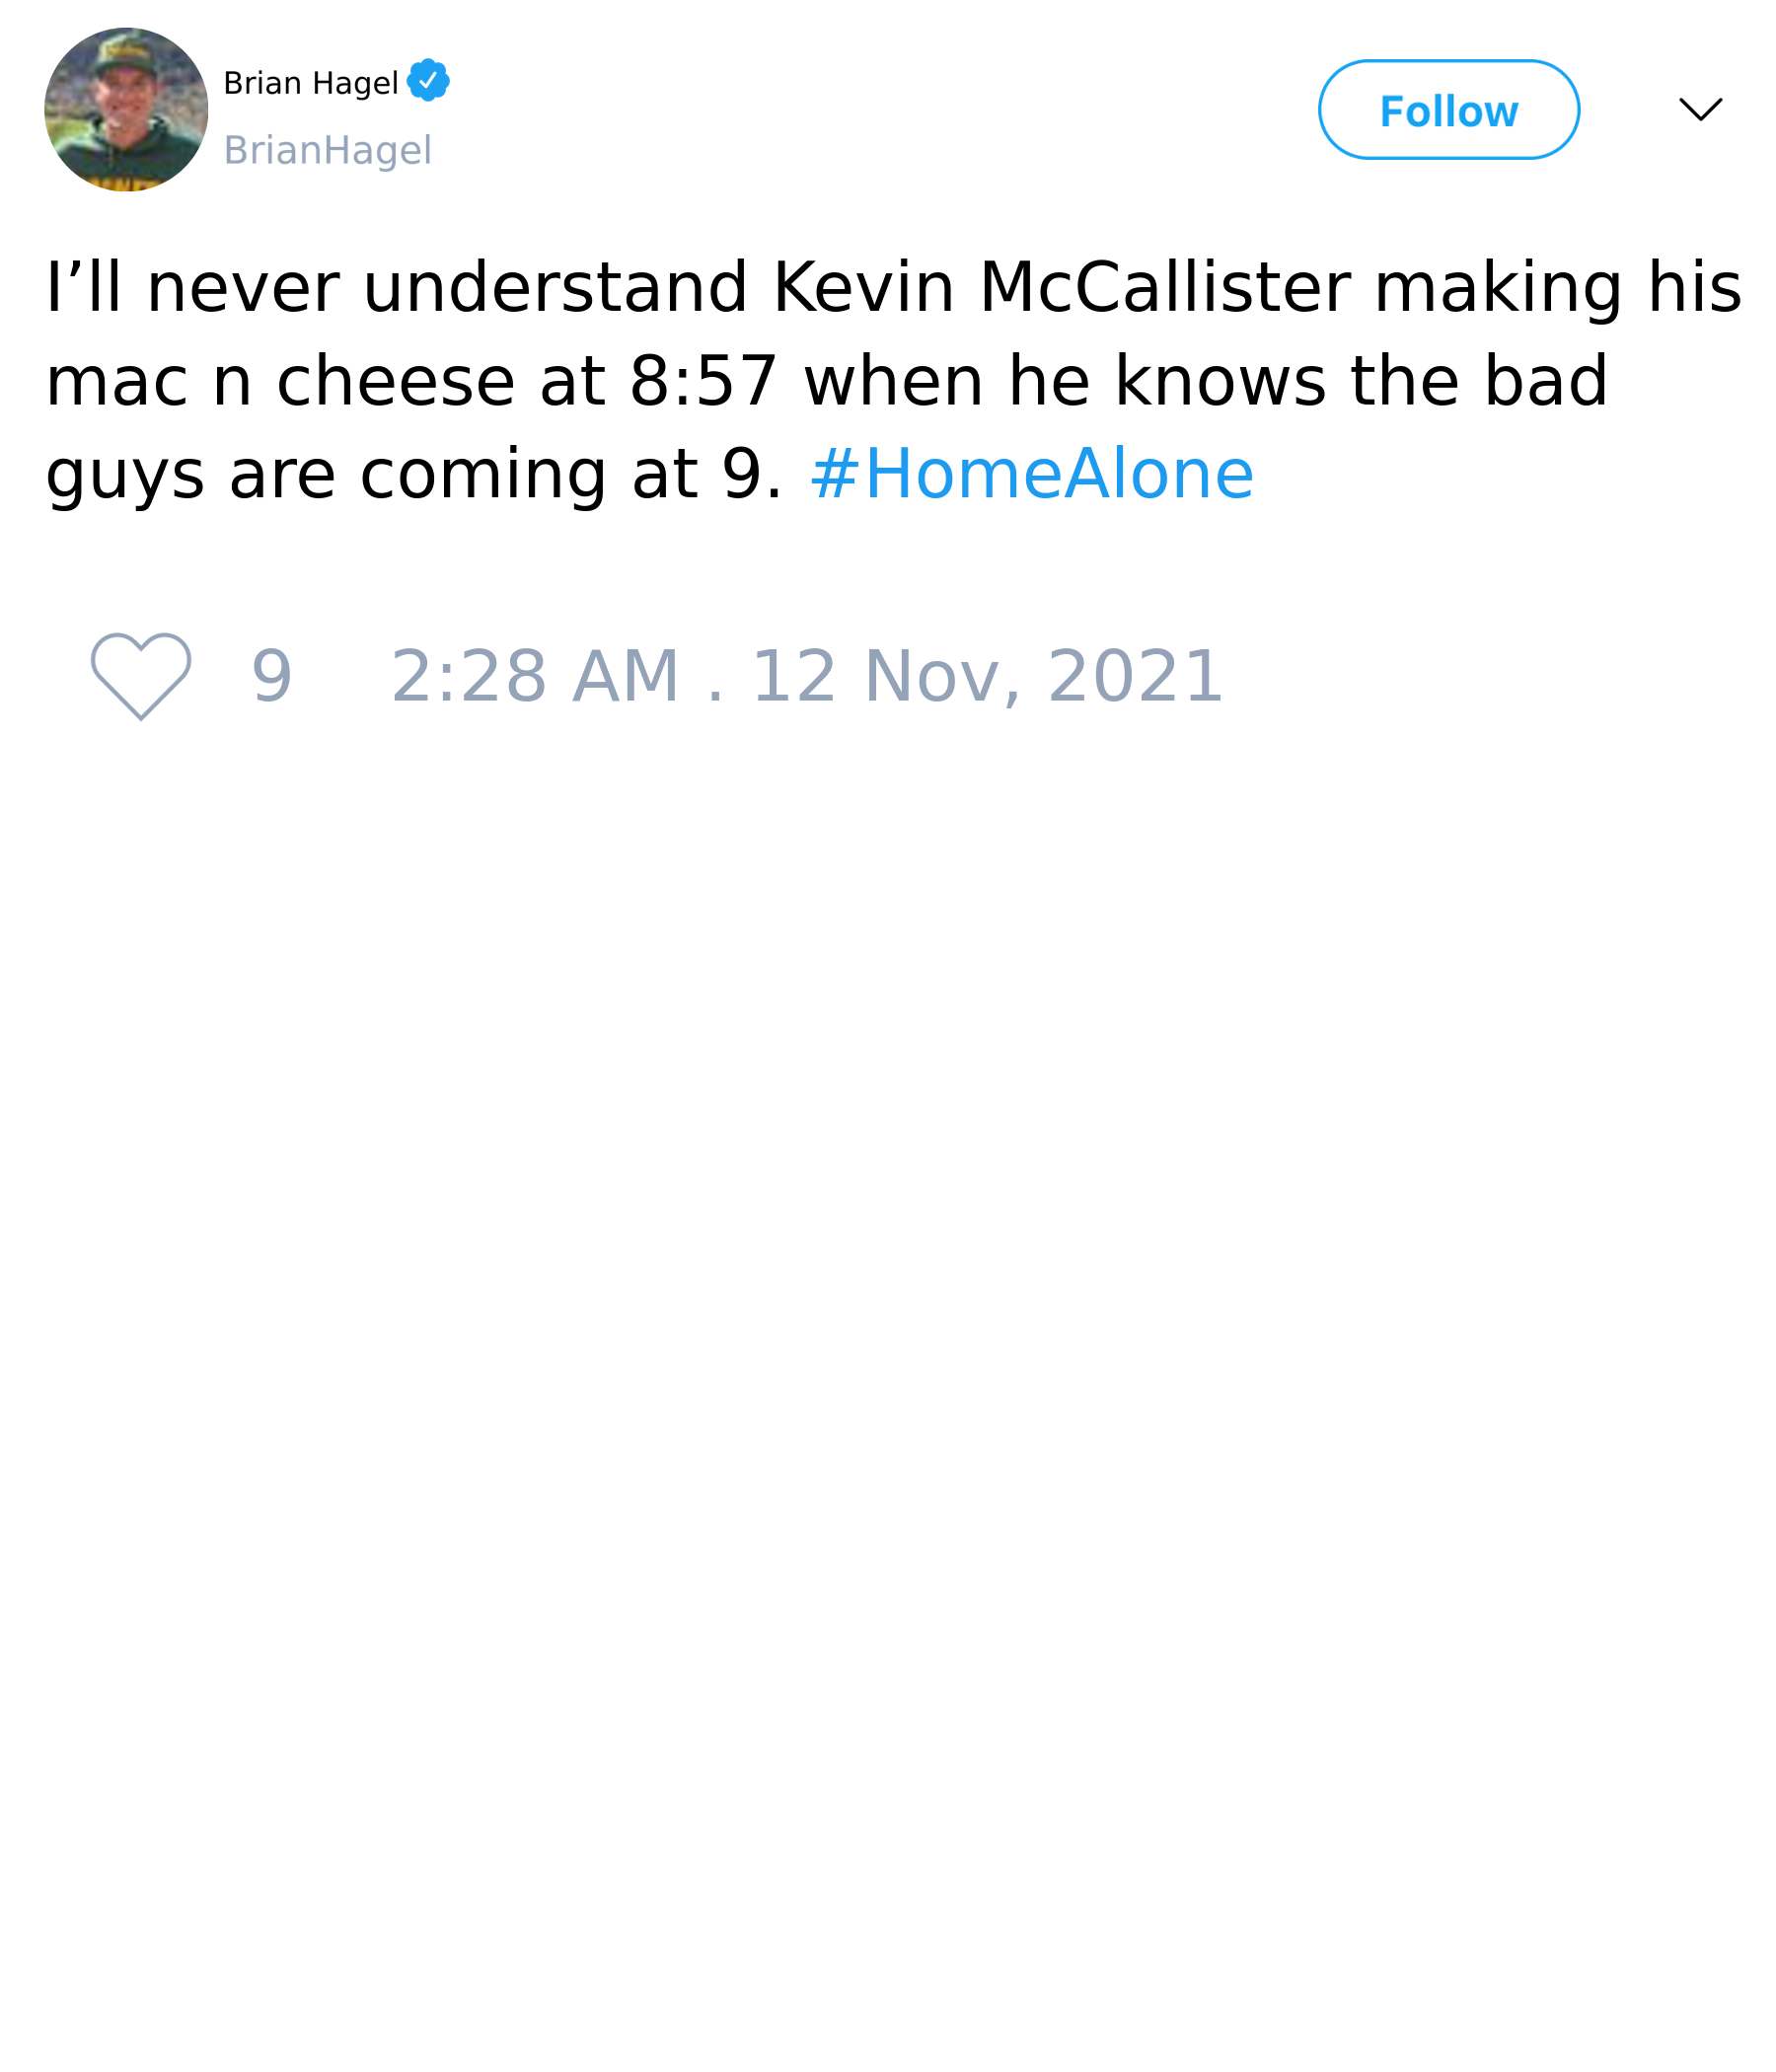 Brian Hagel
BrianHagel
Follow
I’ll never understand Kevin McCallister making his
mac n cheese at 8:57 when he knows the bad
guys are coming at 9. #HomeAlone
9 2:28 AM . 12 Nov, 2021